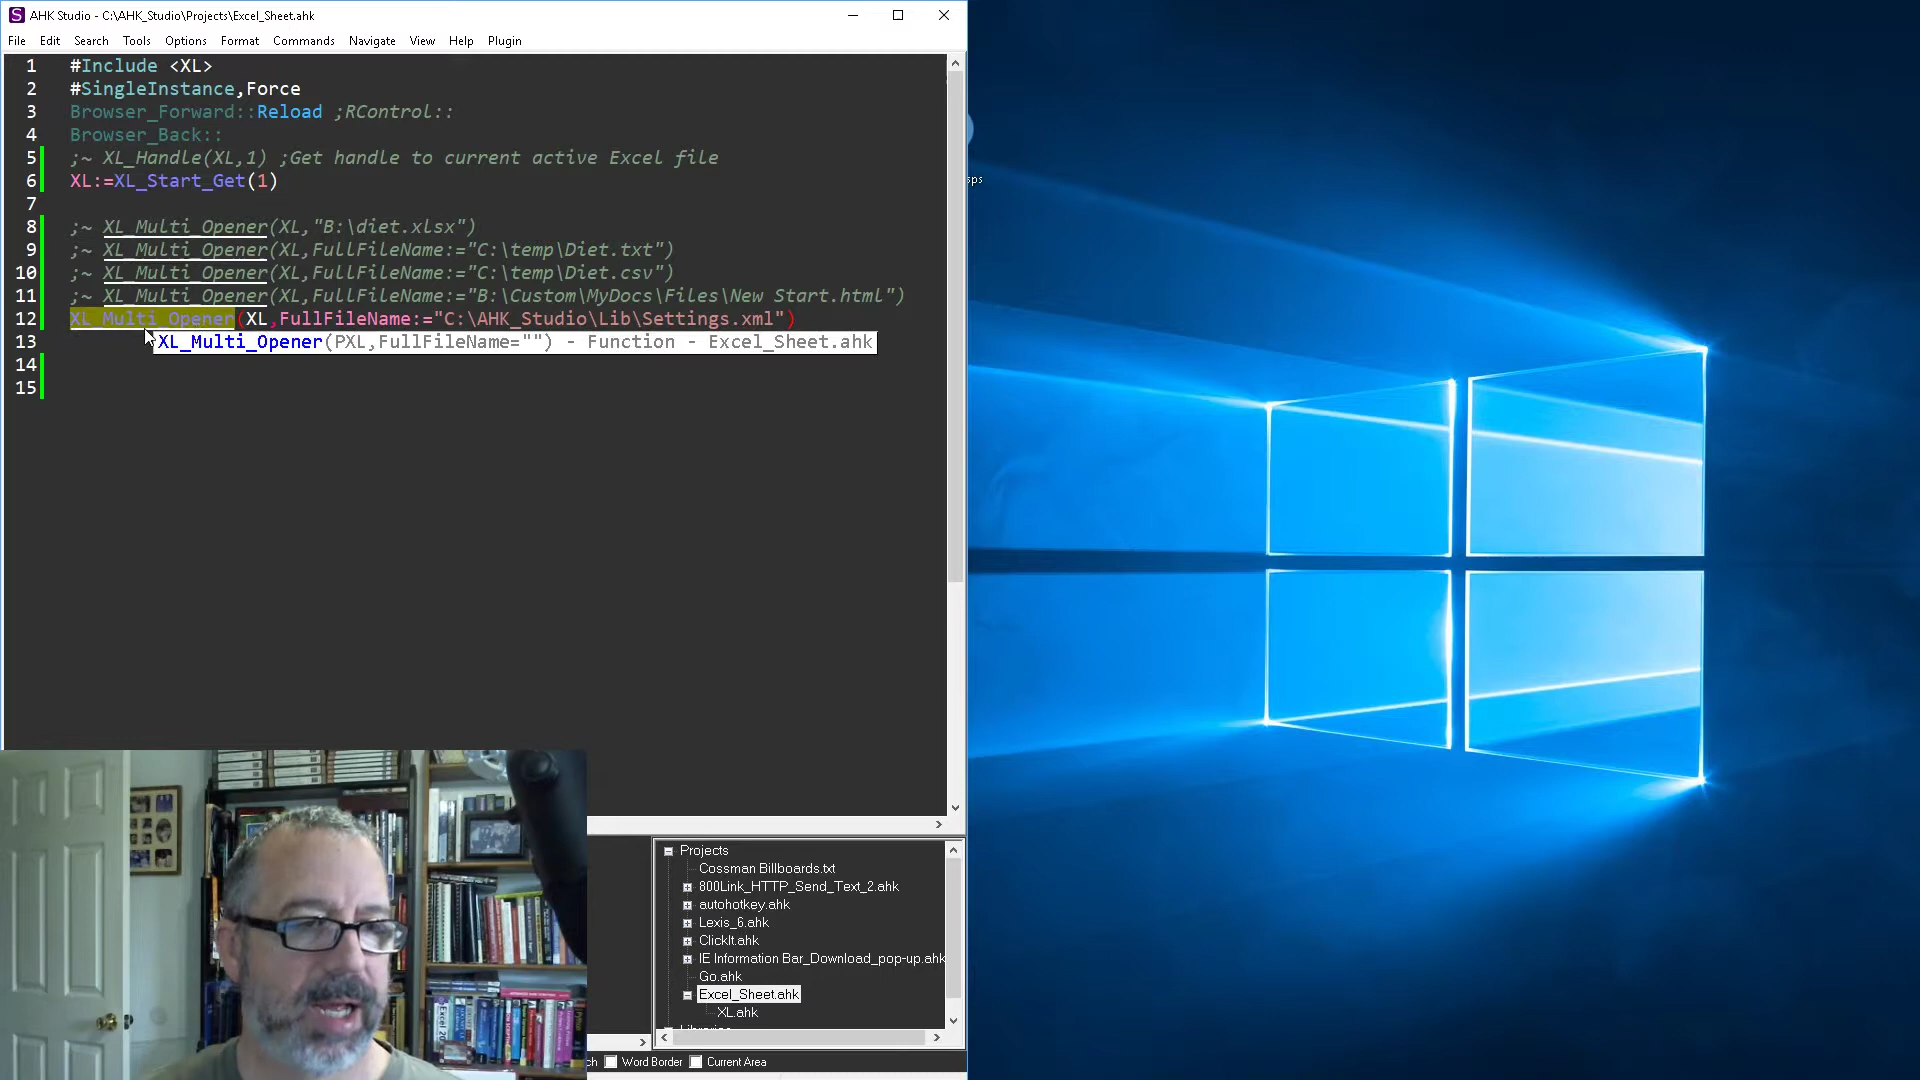 AHK Studio - C:\AHK_Studio\Projects\Excel_Sheet.ahk
File Edit Search Tools Options Format Commands Navigate View Help Plugin
1 #Include <XL>
2 #SingleInstance,Force
3 Browser_Forward::Reload ;RControl::
4 Browser_Back::
5 ;~ XL_Handle(XL,1) ;Get handle to current active Excel file
6 XL:=XL_Start_Get(1)
7
8 ;~ XL_Multi_Opener(XL,"B:\diet.xlsx")
9 ;~ XL_Multi_Opener(XL,FullFileName:="C:\temp\Diet.txt")
10 ;~ XL_Multi_Opener(XL,FullFileName:="C:\temp\Diet.csv")
11 ;~ XL_Multi_Opener(XL,FullFileName:="B:\Custom\MyDocs\Files\New Start.html")
12 XL_Multi_Opener(XL,FullFileName:="C:\AHK_Studio\Lib\Settings.xml")
13 XL_Multi_Opener(PXL,FullFileName="") - Function - Excel_Sheet.ahk
14
15
sps
Projects
Cossman Billboards.txt
800Link_HTTP_Send_Text_2.ahk
autohotkey.ahk
Lexis_6.ahk
ClickIt.ahk
IE Information Bar_Download_pop-up.ahk
Go.ahk
Excel_Sheet.ahk
XL.ahk
ch Word Border Current Area